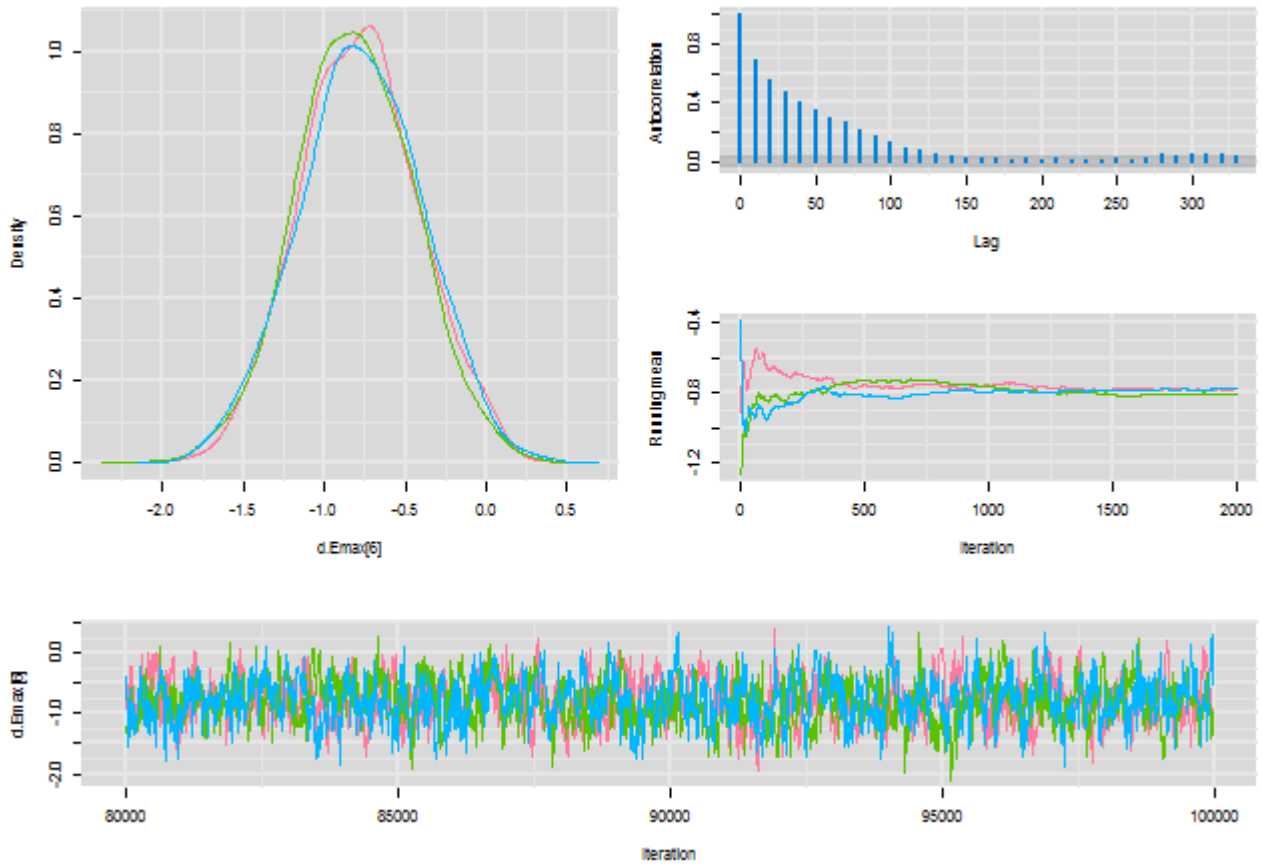 Density
0.0 0.2 0.4 0.6 0.8 1.0
-2.0 -1.5 -1.0 -0.5 0.0 0.5
d.Emax[6]
Autocorrelation
0.0 0.4 0.8
0 50 100 150 200 250 300
Lag
Running mean
-1.2 -0.8 -0.4
0 500 1000 1500 2000
Iteration
d.Emax[6]
-2.0 -1.0 0.0
80000 85000 90000 95000 100000
Iteration